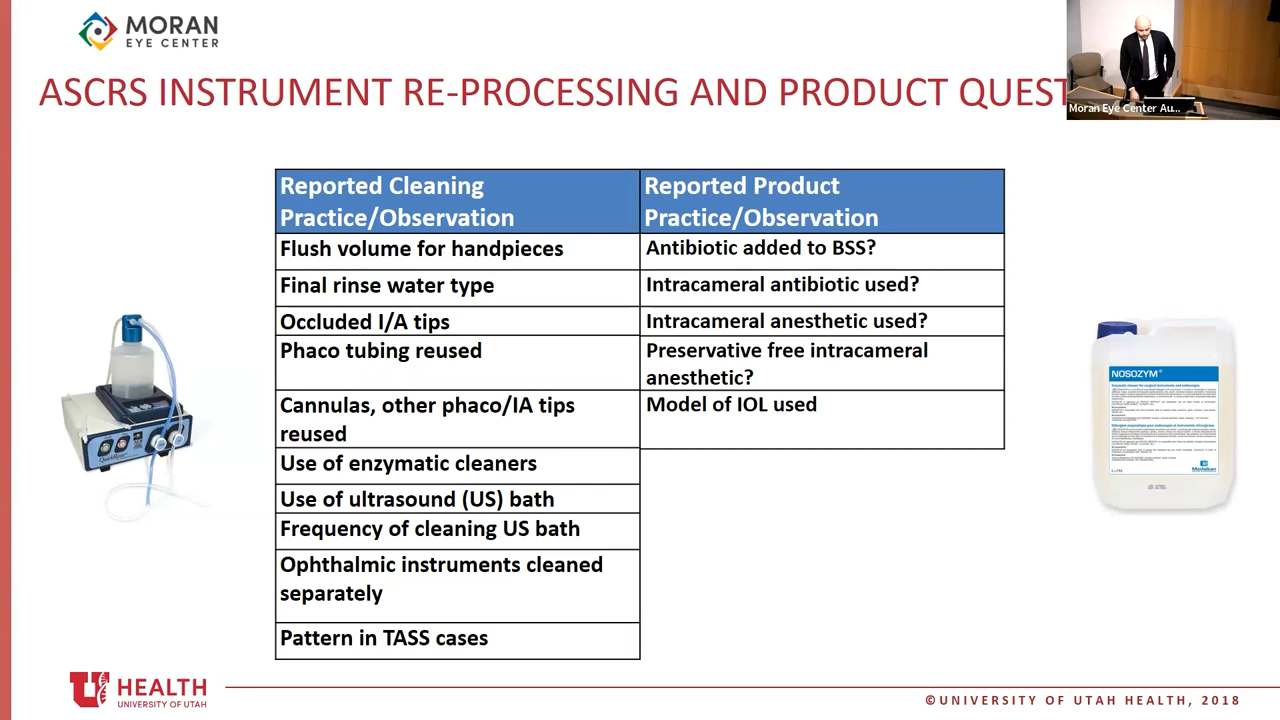 MORAN
EYE CENTER
ASCRS INSTRUMENT RE-PROCESSING AND PRODUCT QUEST
Moran Eye Center Au...
Reported Cleaning
Practice/Observation
Reported Product
Practice/Observation
Flush volume for handpieces
Antibiotic added to BSS?
Final rinse water type
Intracameral antibiotic used?
Occluded I/A tips
Intracameral anesthetic used?
Phaco tubing reused
Preservative free intracameral
anesthetic?
Cannulas, other phaco/IA tips
reused
Model of IOL used
Use of enzymatic cleaners
Use of ultrasound (US) bath
Frequency of cleaning US bath
Ophthalmic instruments cleaned
separately
Pattern in TASS cases
NOSOZYM
Medalkan
U HEALTH
UNIVERSITY OF UTAH
©UNIVERSITY OF UTAH HEALTH, 2018